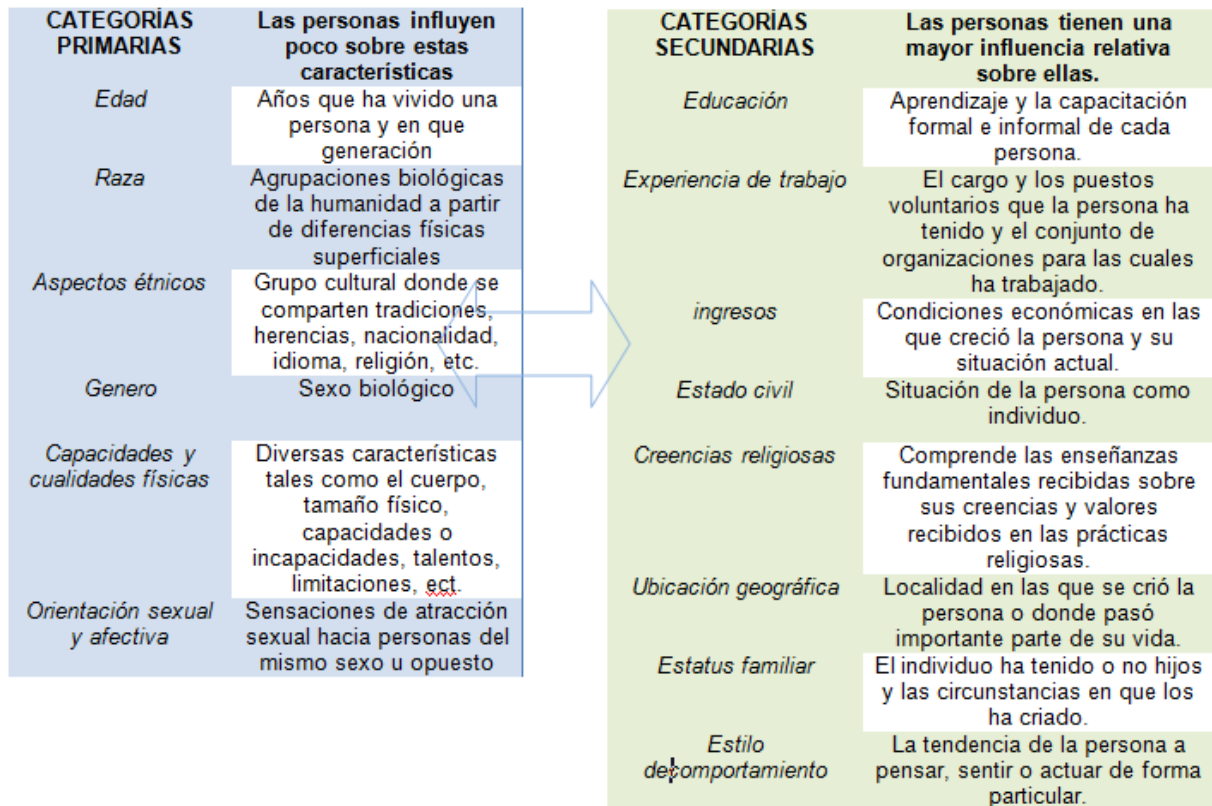 CATEGORÍAS
PRIMARIAS
Las personas influyen
poco sobre estas
características
Edad
Años que ha vivido una
persona y en que
generación
Raza
Agrupaciones biológicas
de la humanidad a partir
de diferencias físicas
superficiales
Aspectos étnicos
Grupo cultural donde se
comparten tradiciones,
herencias, nacionalidad,
idioma, religión, etc.
Genero
Sexo biológico
Capacidades y
cualidades físicas
Diversas características
tales como el cuerpo,
tamaño físico,
capacidades o
incapacidades, talentos,
limitaciones, ect.
Orientación sexual
y afectiva
Sensaciones de atracción
sexual hacia personas del
mismo sexo u opuesto
CATEGORÍAS
SECUNDARIAS
Las personas tienen una
mayor influencia relativa
sobre ellas.
Educación
Aprendizaje y la capacitación
formal e informal de cada
persona.
Experiencia de trabajo
El cargo y los puestos
voluntarios que la persona ha
tenido y el conjunto de
organizaciones para las cuales
ha trabajado.
ingresos
Condiciones económicas en las
que creció la persona y su
situación actual.
Estado civil
Situación de la persona como
individuo.
Creencias religiosas
Comprende las enseñanzas
fundamentales recibidas sobre
sus creencias y valores
recibidos en las prácticas
religiosas.
Ubicación geográfica
Localidad en las que se crió la
persona o donde pasó
importante parte de su vida.
Estatus familiar
El individuo ha tenido o no hijos
y las circunstancias en que los
ha criado.
Estilo
decomportamiento
La tendencia de la persona a
pensar, sentir o actuar de forma
particular.